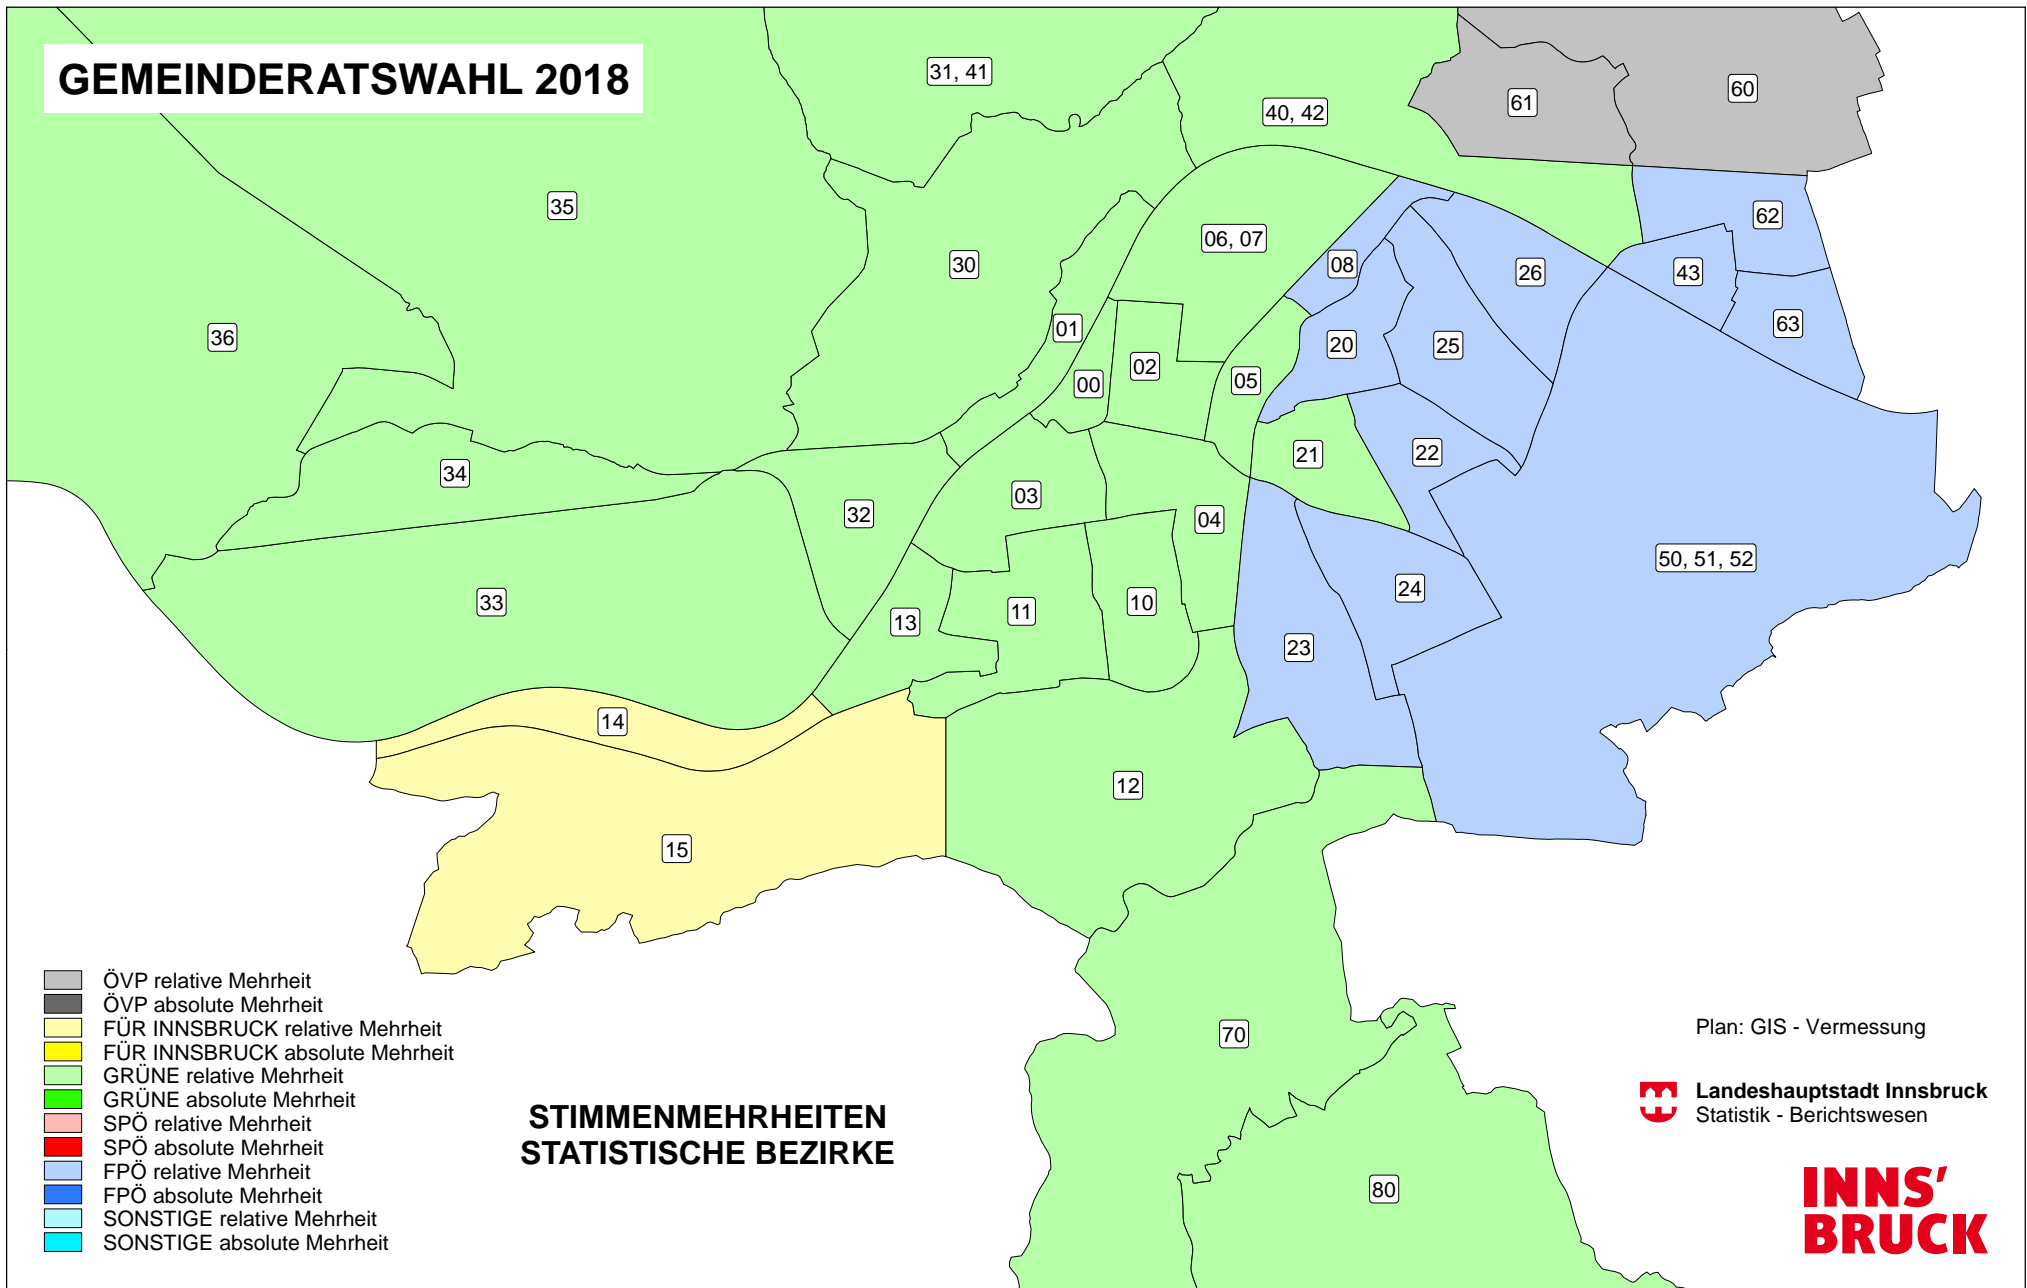 GEMEINDERATSWAHL 2018
31, 41
61
60
40, 42
35
62
06, 07
30
08
26
43
36
01
20
25
63
00
02
05
34
21
22
03
32
04
50, 51, 52
33
24
10
11
13
23
14
12
15
ÖVP relative Mehrheit
ÖVP absolute Mehrheit
FÜR INNSBRUCK relative Mehrheit
FÜR INNSBRUCK absolute Mehrheit
GRÜNE relative Mehrheit
GRÜNE absolute Mehrheit
SPÖ relative Mehrheit
SPÖ absolute Mehrheit
FPÖ relative Mehrheit
FPÖ absolute Mehrheit
SONSTIGE relative Mehrheit
SONSTIGE absolute Mehrheit
STIMMENMEHRHEITEN
STATISTISCHE BEZIRKE
70
80
Plan: GIS - Vermessung
Landeshauptstadt Innsbruck
Statistik - Berichtswesen
INNS'
BRUCK